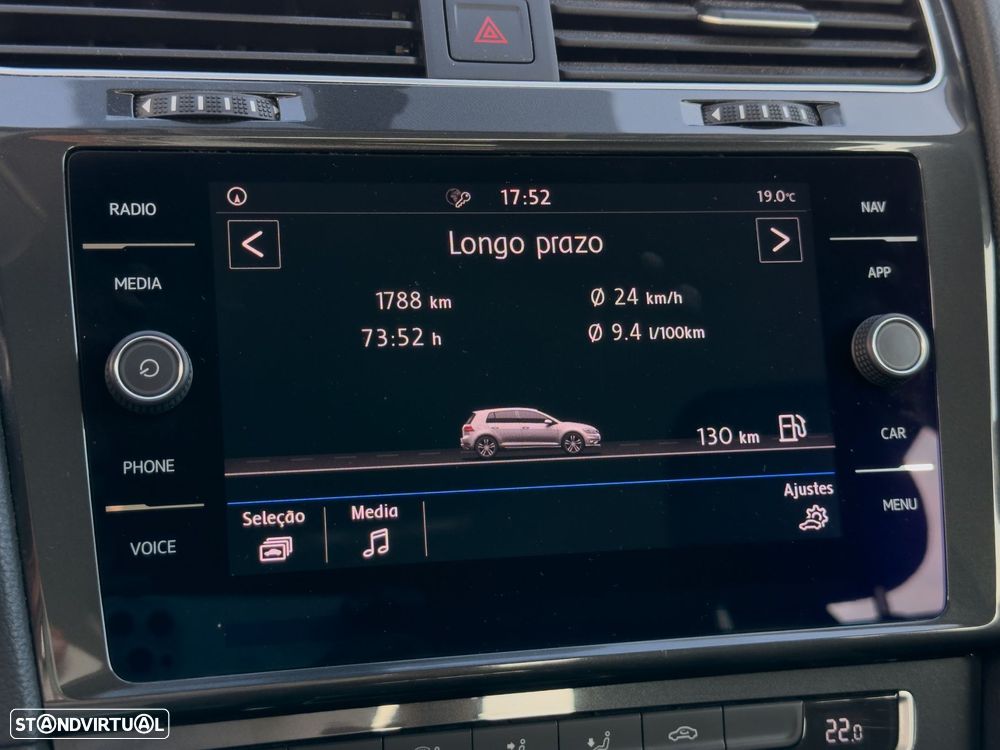 17:52
19.0°C
RADIO
NAV
Longo prazo
MEDIA
APP
1788 km
Ø 24 km/h
73:52 h
Ø 9.4 l/100km
130 km
CAR
PHONE
Ajustes
MENU
Seleção
Media
VOICE
STANDVIRTUAL
22.0